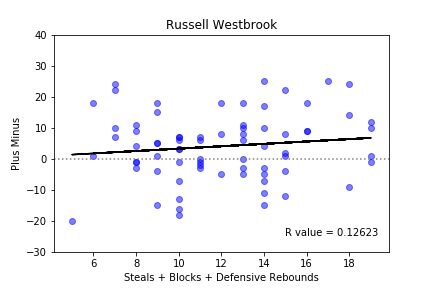 Russell Westbrook
40
30
20
10
0
−10
−20
−30
Plus Minus
R value = 0.12623
6 8 10 12 14 16 18
Steals + Blocks + Defensive Rebounds